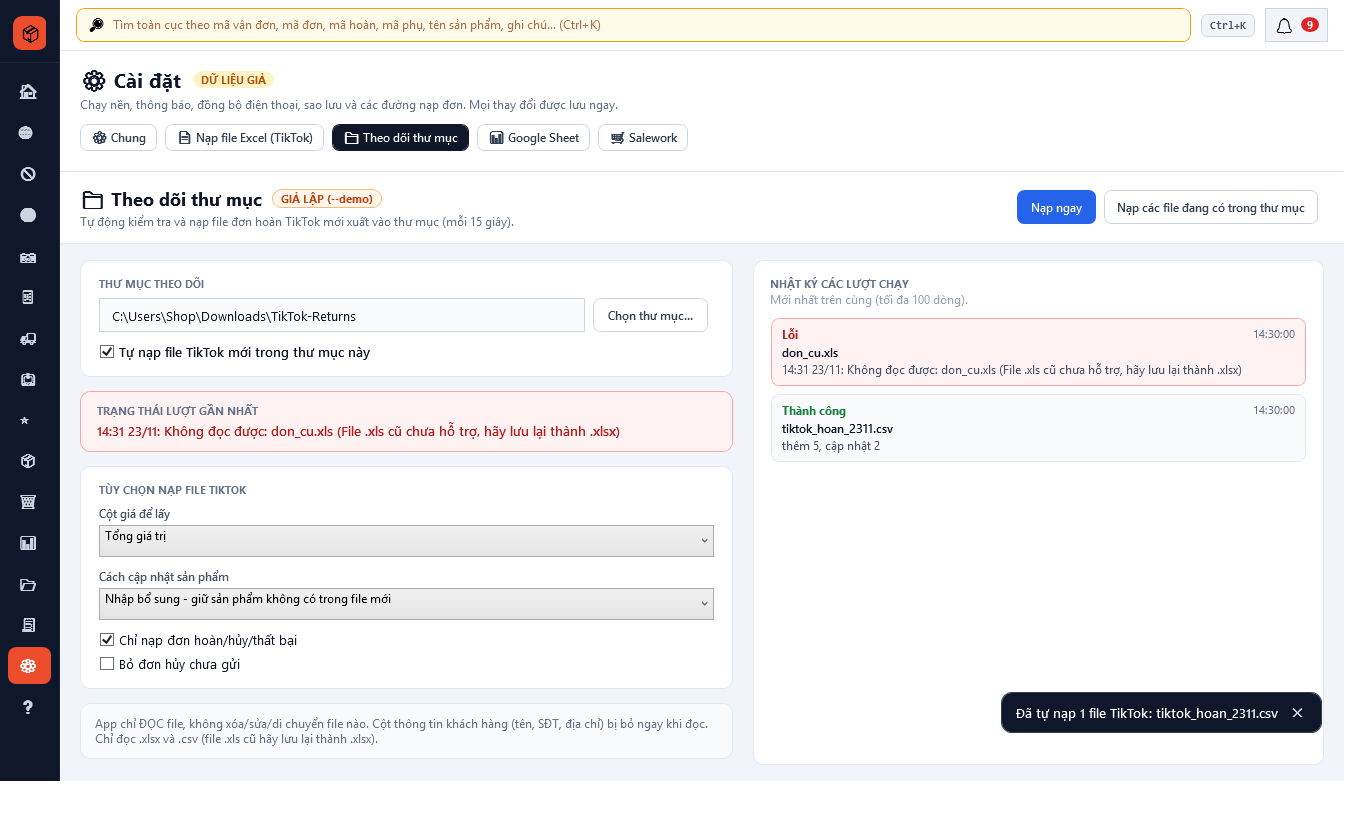 Tìm toàn cục theo mã vận đơn, mã đơn, mã hoàn, mã phụ, tên sản phẩm, ghi chú... (Ctrl+K)
Ctrl+K
9
Cài đặt
DỮ LIỆU GIẢ
Chạy nền, thông báo, đồng bộ điện thoại, sao lưu và các đường nạp đơn. Mọi thay đổi được lưu ngay.
Chung
Nạp file Excel (TikTok)
Theo dõi thư mục
Google Sheet
Salework
Theo dõi thư mục
GIẢ LẬP (--demo)
Tự động kiểm tra và nạp file đơn hoàn TikTok mới xuất vào thư mục (mỗi 15 giây).
Nạp ngay
Nạp các file đang có trong thư mục
THƯ MỤC THEO DÕI
C:\Users\Shop\Downloads\TikTok-Returns
Chọn thư mục...
Tự nạp file TikTok mới trong thư mục này
TRẠNG THÁI LƯỢT GẦN NHẤT
14:31 23/11: Không đọc được: don_cu.xls (File .xls cũ chưa hỗ trợ, hãy lưu lại thành .xlsx)
TÙY CHỌN NẠP FILE TIKTOK
Cột giá để lấy
Tổng giá trị
Cách cập nhật sản phẩm
Nhập bổ sung - giữ sản phẩm không có trong file mới
Chỉ nạp đơn hoàn/hủy/thất bại
Bỏ đơn hủy chưa gửi
App chỉ ĐỌC file, không xóa/sửa/di chuyển file nào. Cột thông tin khách hàng (tên, SĐT, địa chỉ) bị bỏ ngay khi đọc.
Chỉ đọc .xlsx và .csv (file .xls cũ hãy lưu lại thành .xlsx).
NHẬT KÝ CÁC LƯỢT CHẠY
Mới nhất trên cùng (tối đa 100 dòng).
Lỗi
14:30:00
don_cu.xls
14:31 23/11: Không đọc được: don_cu.xls (File .xls cũ chưa hỗ trợ, hãy lưu lại thành .xlsx)
Thành công
14:30:00
tiktok_hoan_2311.csv
thêm 5, cập nhật 2
Đã tự nạp 1 file TikTok: tiktok_hoan_2311.csv